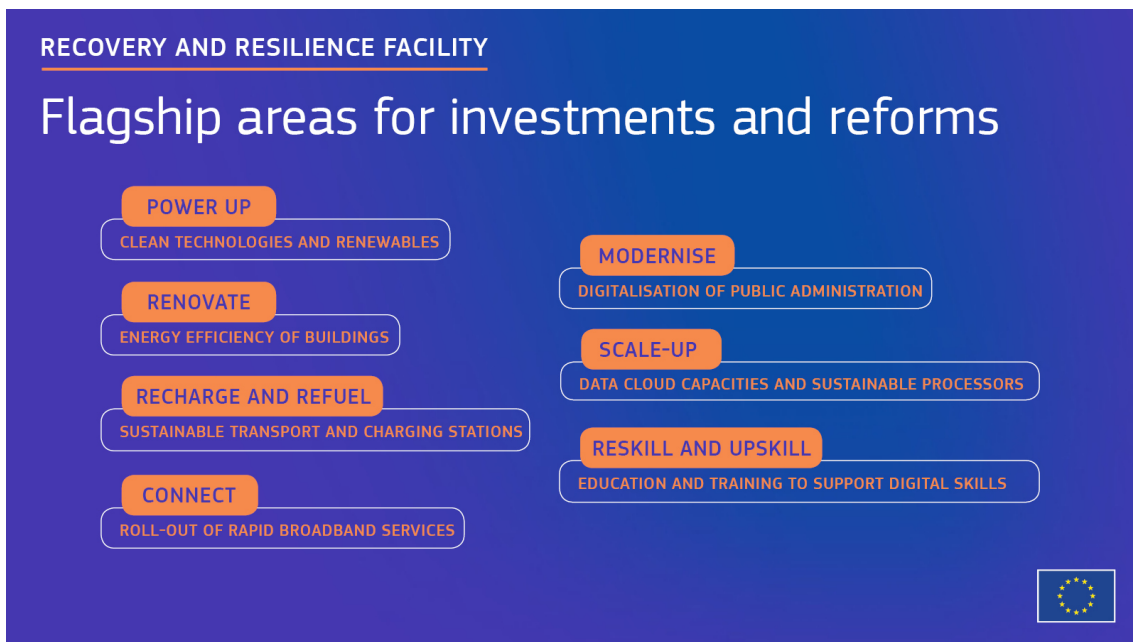 RECOVERY AND RESILIENCE FACILITY
Flagship areas for investments and reforms
POWER UP
CLEAN TECHNOLOGIES AND RENEWABLES
RENOVATE
ENERGY EFFICIENCY OF BUILDINGS
RECHARGE AND REFUEL
SUSTAINABLE TRANSPORT AND CHARGING STATIONS
CONNECT
ROLL-OUT OF RAPID BROADBAND SERVICES
MODERNISE
DIGITALISATION OF PUBLIC ADMINISTRATION
SCALE-UP
DATA CLOUD CAPACITIES AND SUSTAINABLE PROCESSORS
RESKILL AND UPSKILL
EDUCATION AND TRAINING TO SUPPORT DIGITAL SKILLS